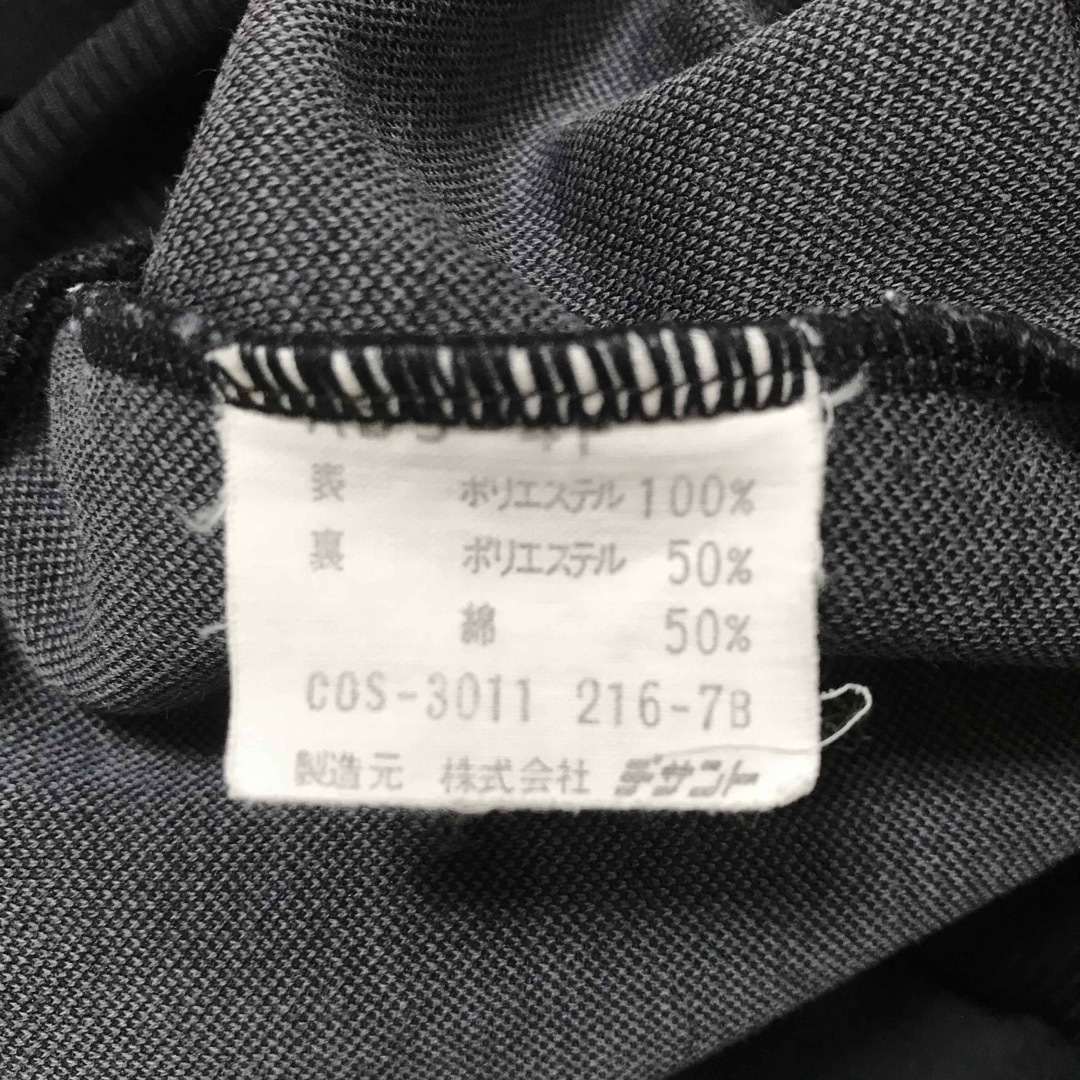 表 ポリエステル 100%
裏 ポリエステル 50%
綿 50%
COS-3011 216-7B
製造元 株式会社 デサント